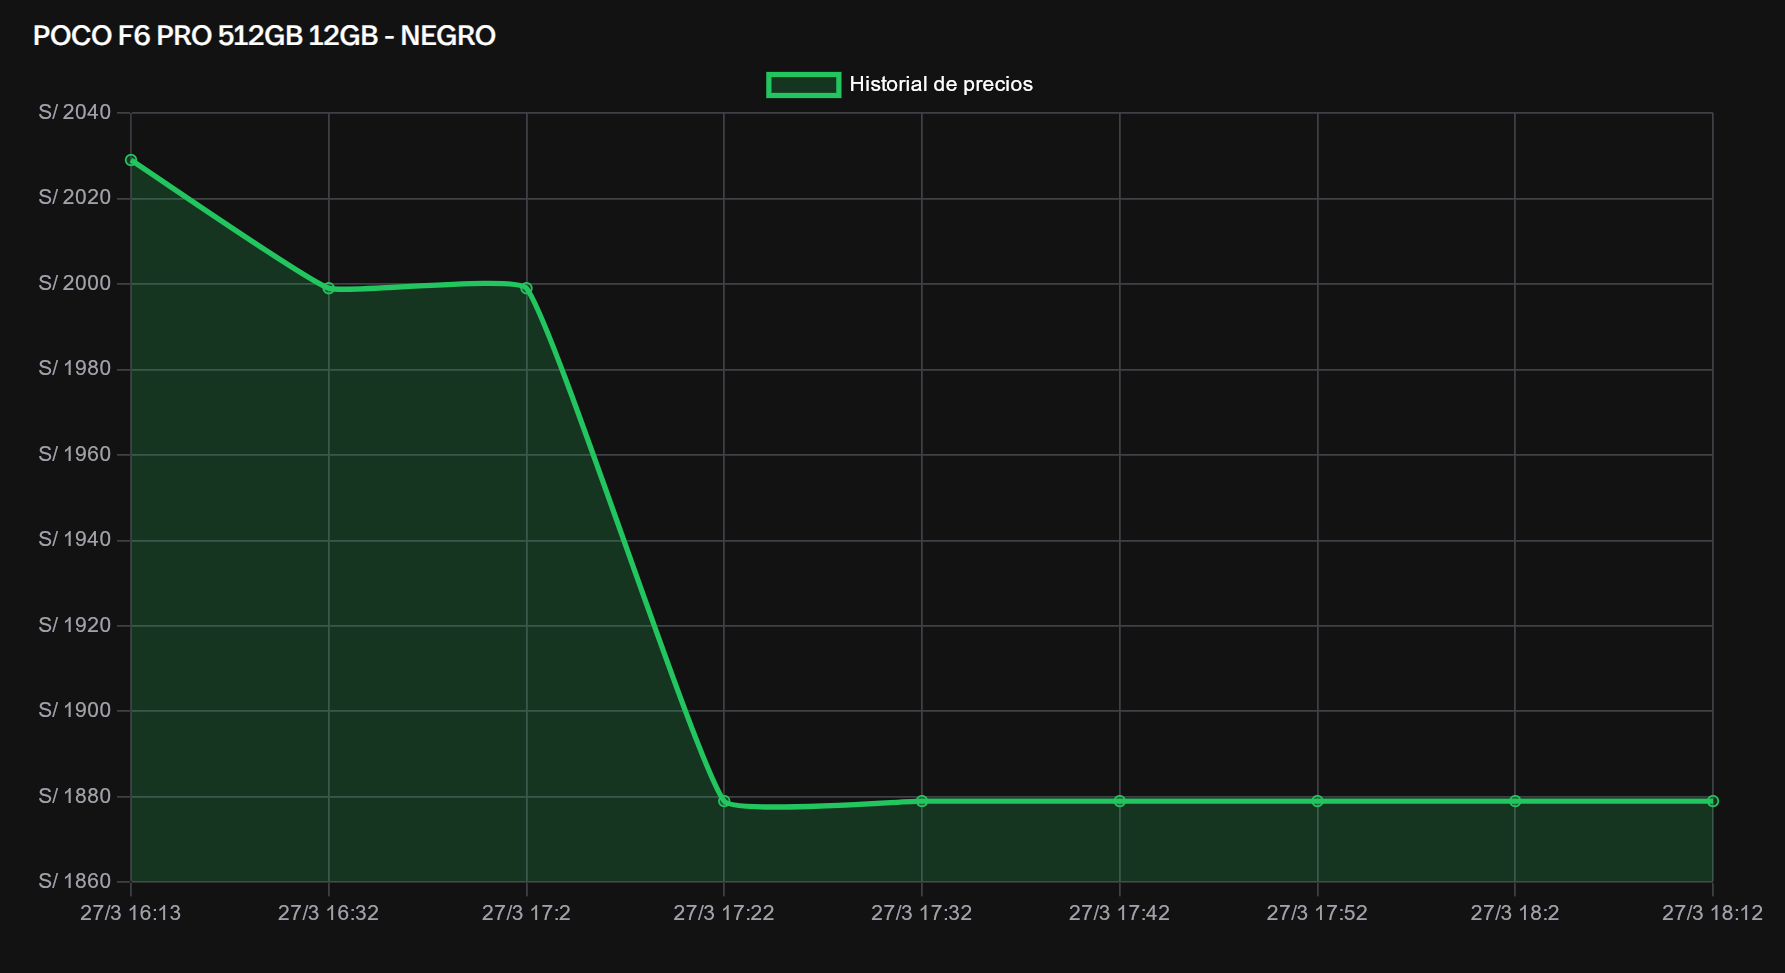 POCO F6 PRO 512GB 12GB - NEGRO
Historial de precios
S/ 2040
S/ 2020
S/ 2000
S/ 1980
S/ 1960
S/ 1940
S/ 1920
S/ 1900
S/ 1880
S/ 1860
27/3 16:13 27/3 16:32 27/3 17:2 27/3 17:22 27/3 17:32 27/3 17:42 27/3 17:52 27/3 18:2 27/3 18:12